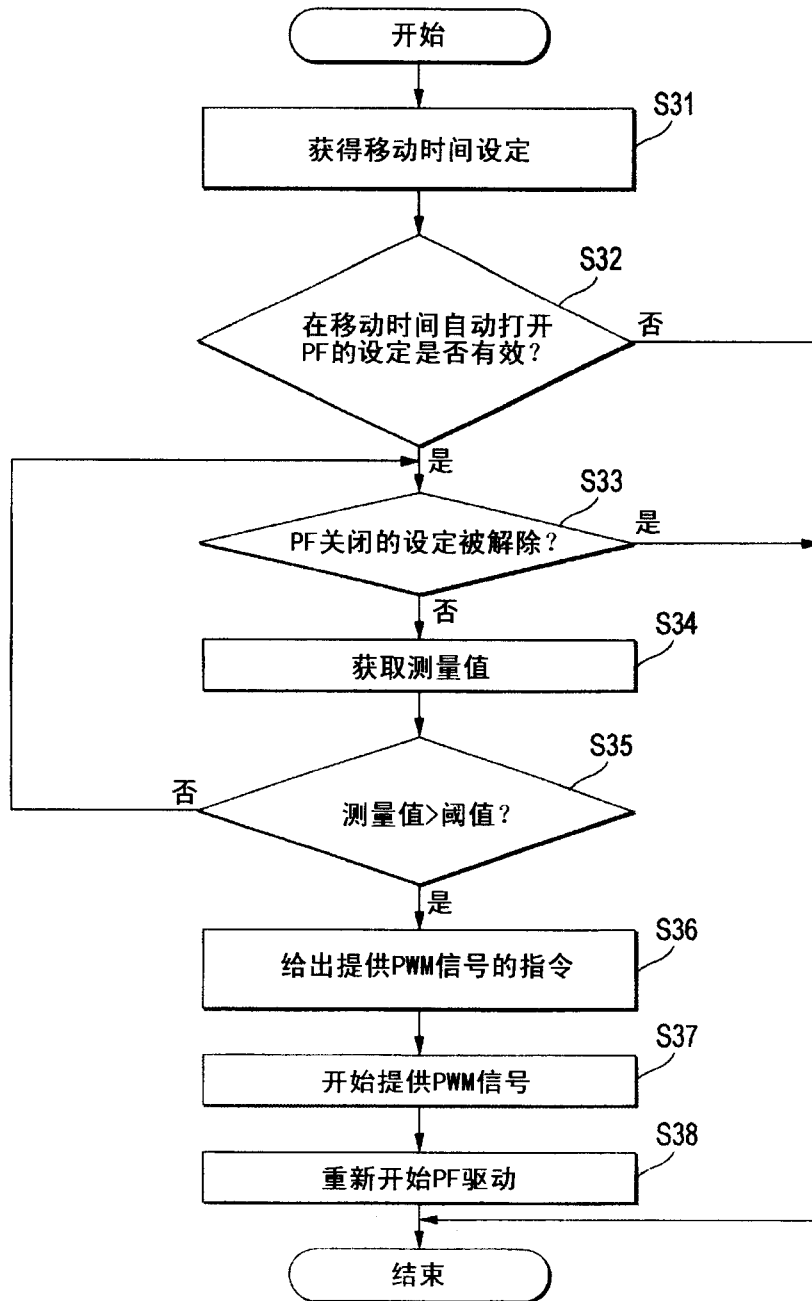 开始
S31
获得移动时间设定
S32
在移动时间自动打开
PF的设定是否有效?
否
是
S33
PF关闭的设定被解除?
是
否
S34
获取测量值
S35
测量值>阈值?
否
是
S36
给出提供PWM信号的指令
S37
开始提供PWM信号
S38
重新开始PF驱动
结束